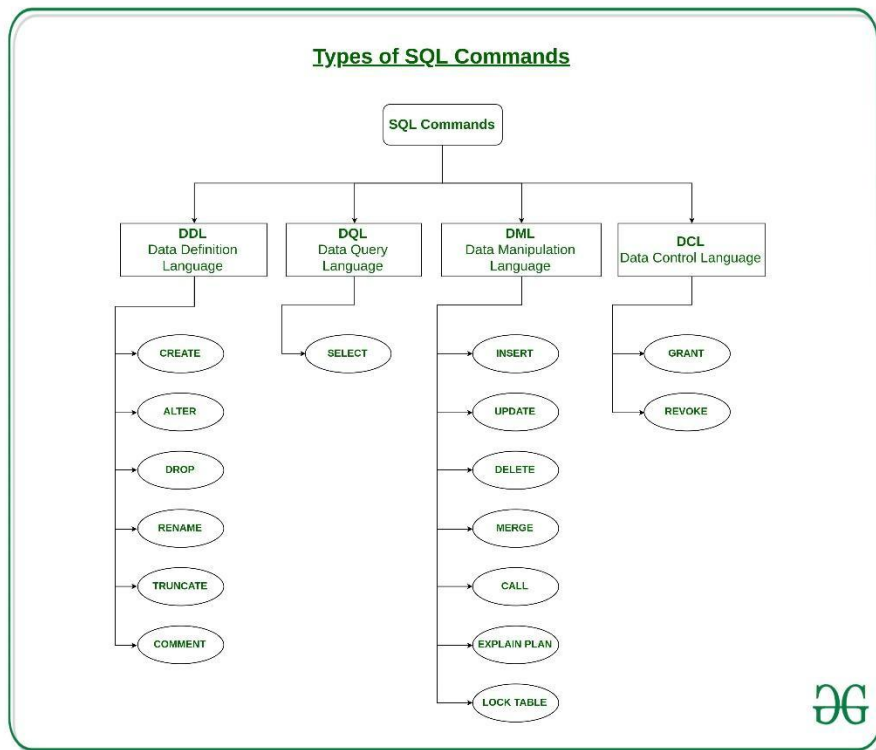 Types of SQL Commands
SQL Commands
DDL
Data Definition
Language
DQL
Data Query
Language
DML
Data Manipulation
Language
DCL
Data Control Language
CREATE
ALTER
DROP
RENAME
TRUNCATE
COMMENT
SELECT
INSERT
UPDATE
DELETE
MERGE
CALL
EXPLAIN PLAN
LOCK TABLE
GRANT
REVOKE